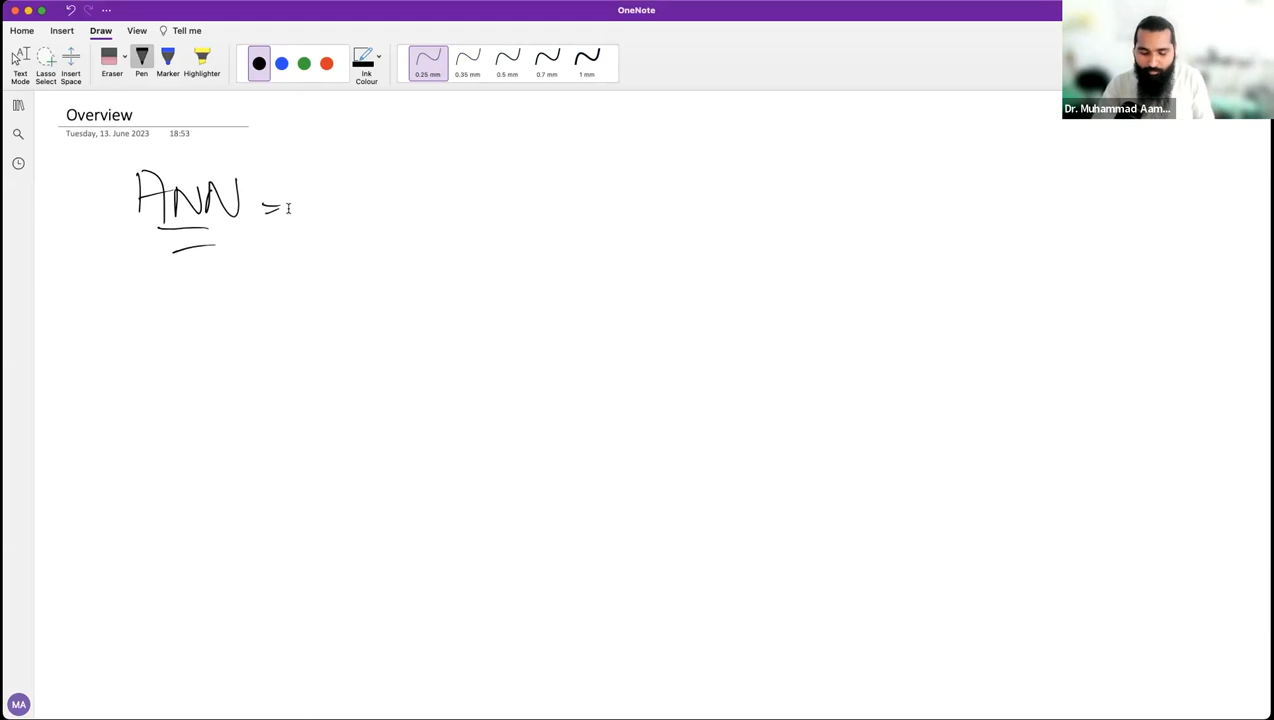 OneNote
Home Insert Draw View Tell me
Text Mode
Lasso Select
Insert Space
Eraser
Pen
Marker
Highlighter
Ink Colour
0.25 mm
0.35 mm
0.5 mm
0.7 mm
1 mm
Dr. Muhammad Aam...
Overview
Tuesday, 13. June 2023 18:53
ANN =
MA